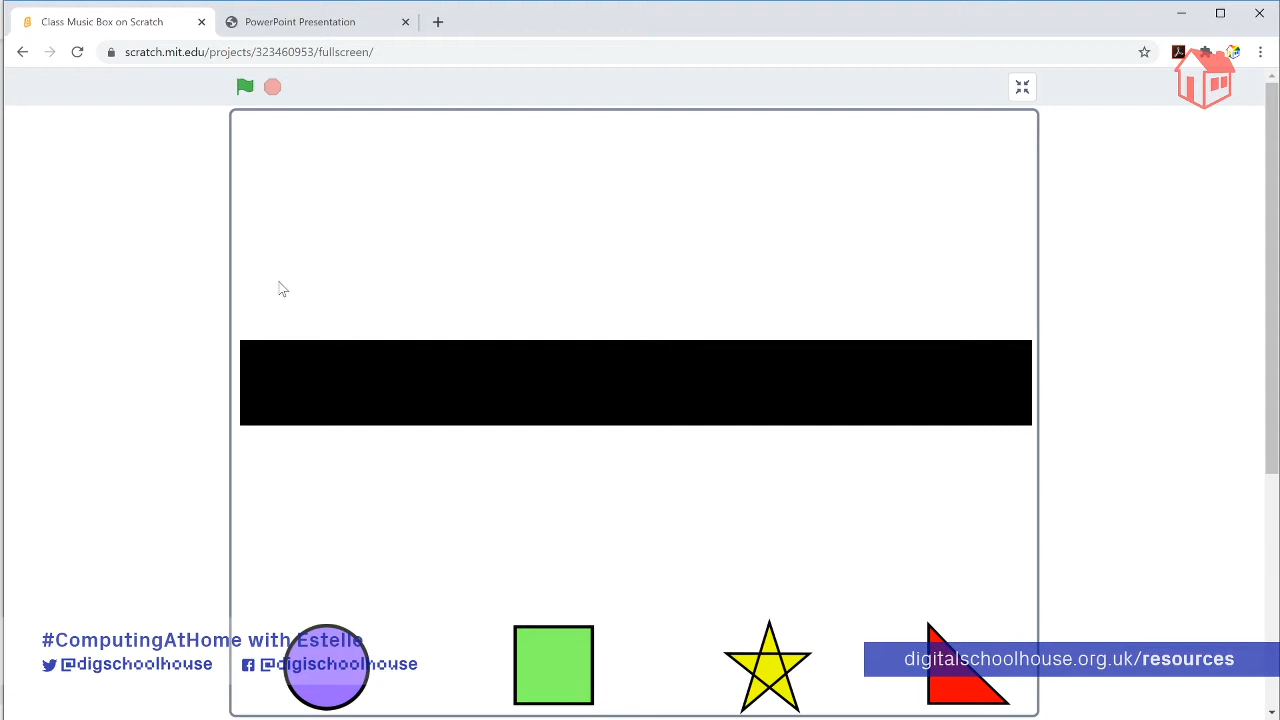 Class Music Box on Scratch
PowerPoint Presentation
scratch.mit.edu/projects/323460953/fullscreen/
#ComputingAtHome with Estelle
@digschoolhouse @digischoolhouse
digitalschoolhouse.org.uk/resources